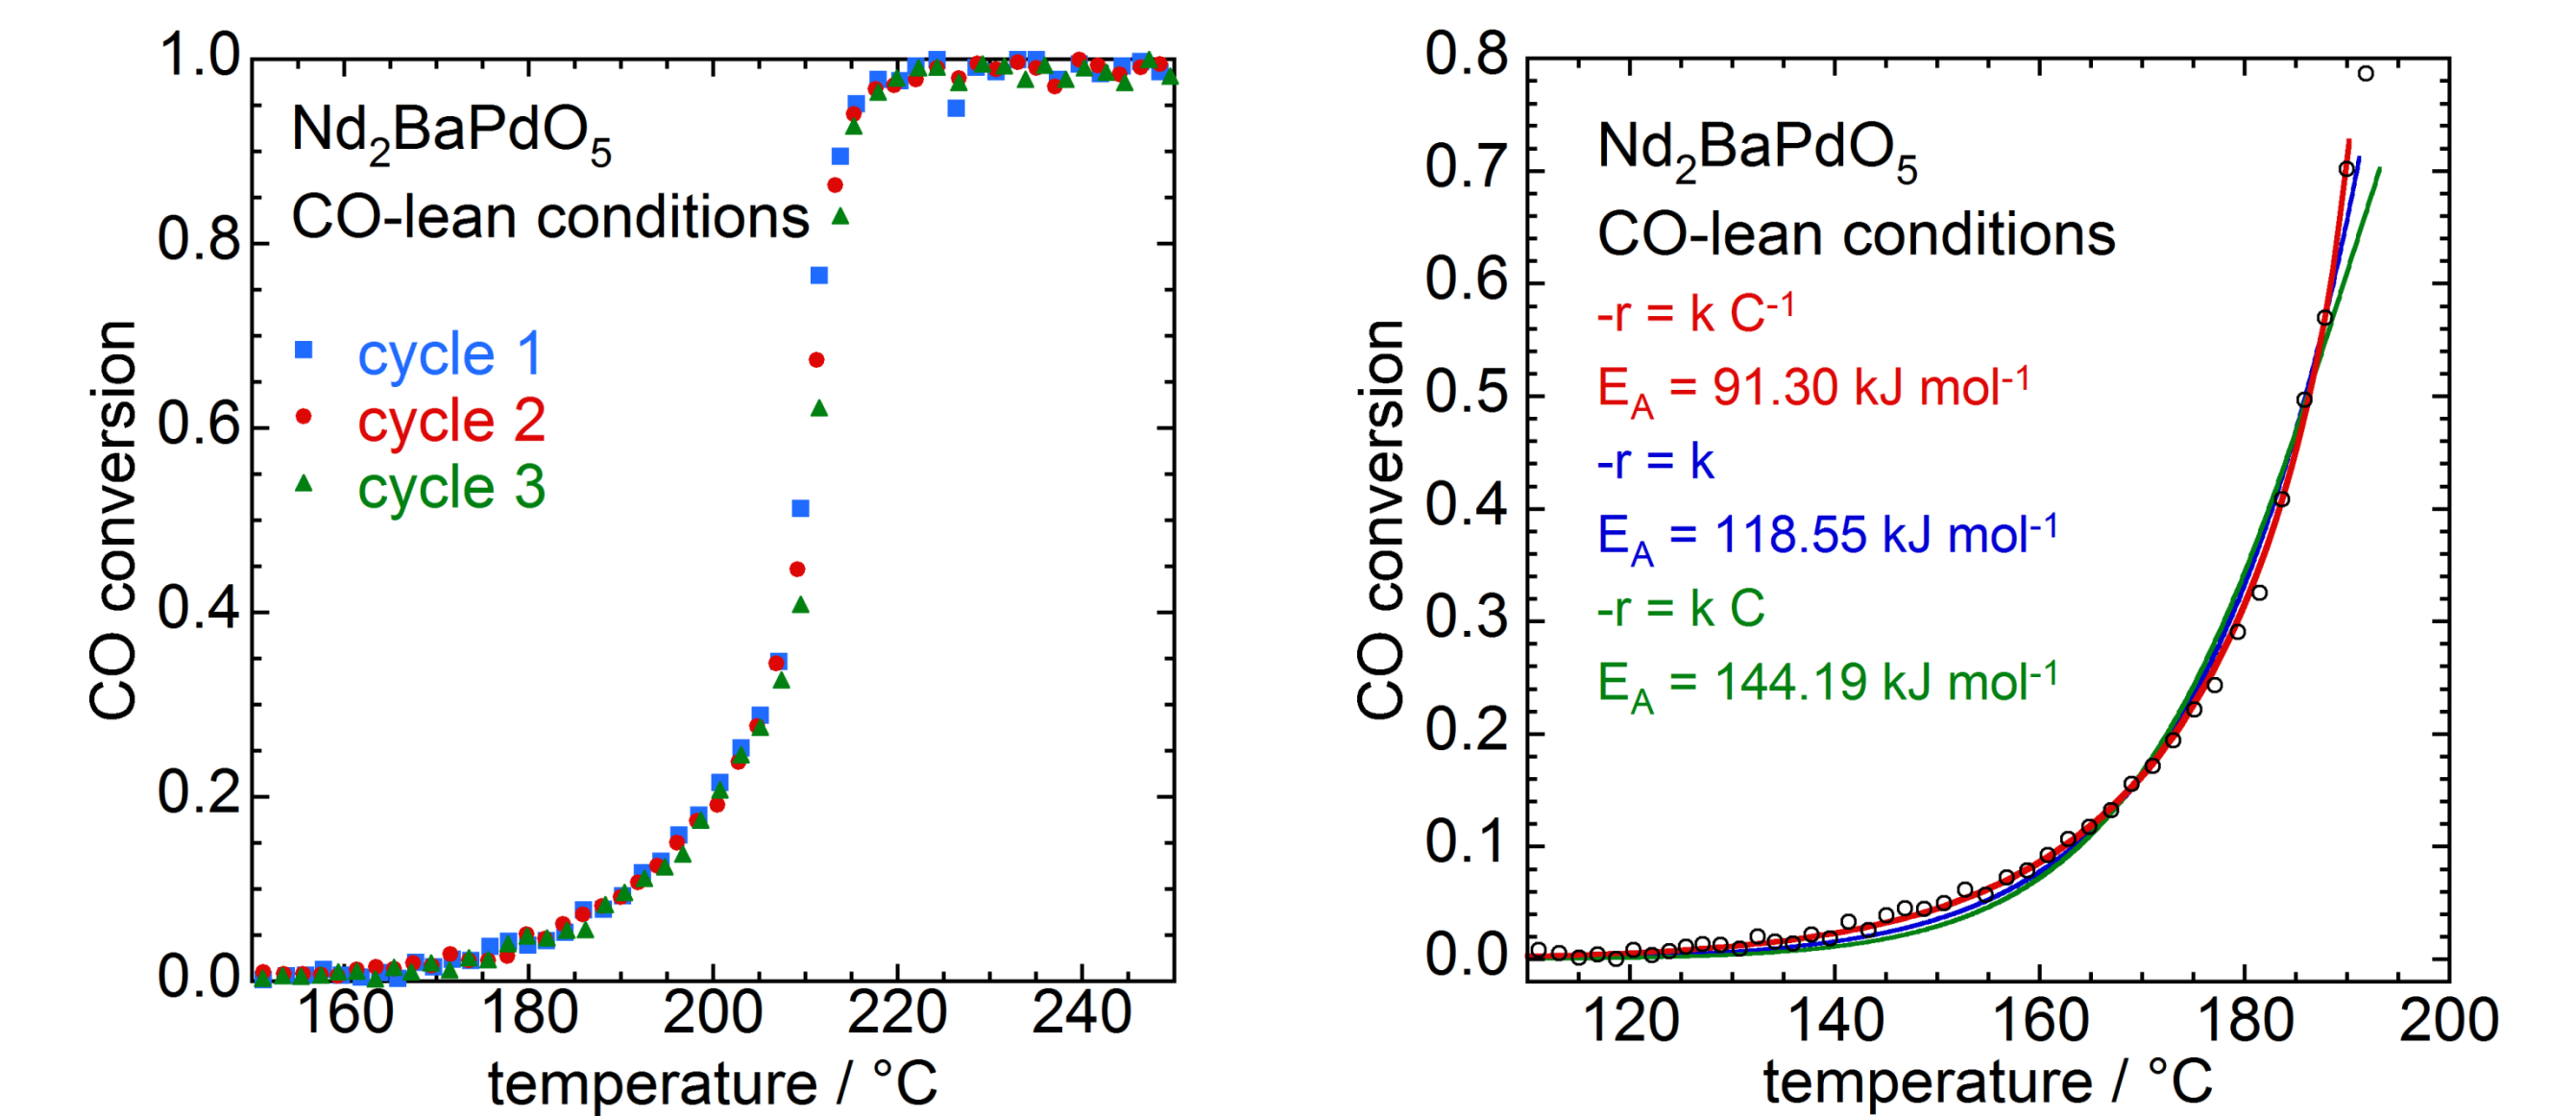 1.0
0.8
0.6
0.4
0.2
0.0
CO conversion
Nd2BaPdO5
CO-lean conditions
cycle 1
cycle 2
cycle 3
160 180 200 220 240
temperature / °C
0.8
0.7
0.6
0.5
0.4
0.3
0.2
0.1
0.0
CO conversion
Nd2BaPdO5
CO-lean conditions
-r = k C-1
EA = 91.30 kJ mol-1
-r = k
EA = 118.55 kJ mol-1
-r = k C
EA = 144.19 kJ mol-1
120 140 160 180 200
temperature / °C